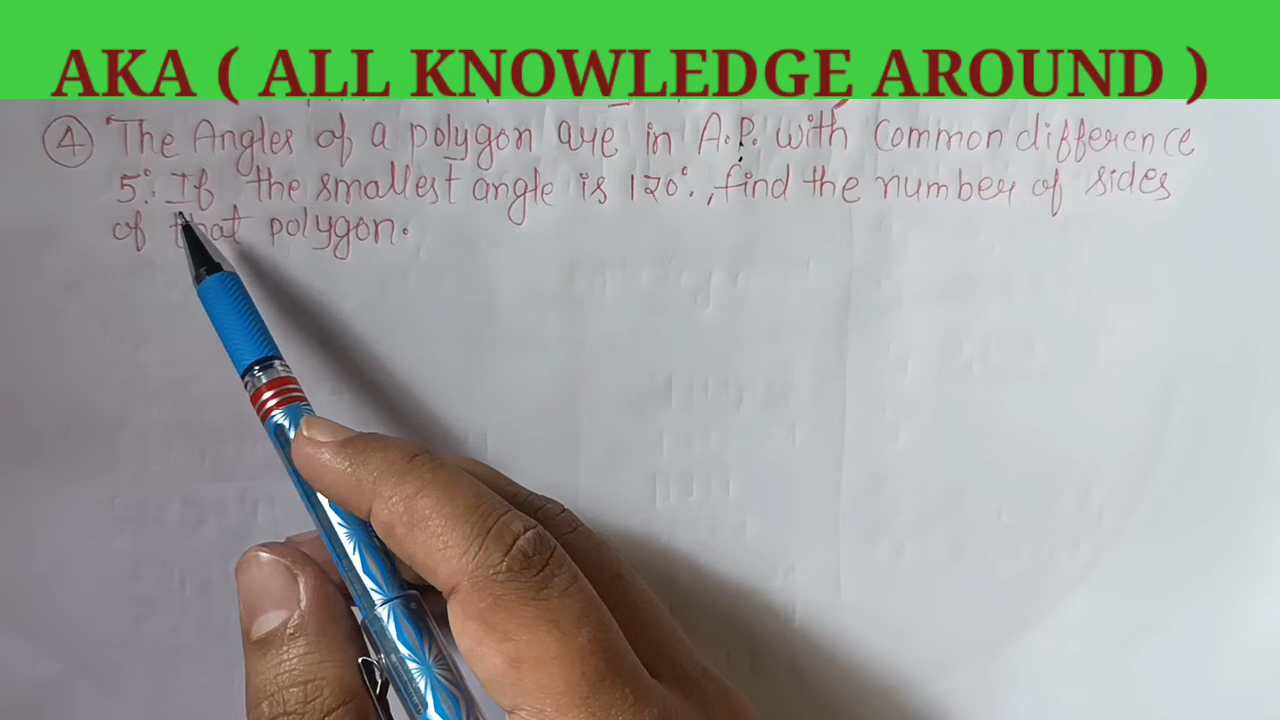 AKA ( ALL KNOWLEDGE AROUND )
④ The Angles of a polygon are in A.P. with Common difference
5°. If the smallest angle is 120°., find the number of sides
of that polygon.